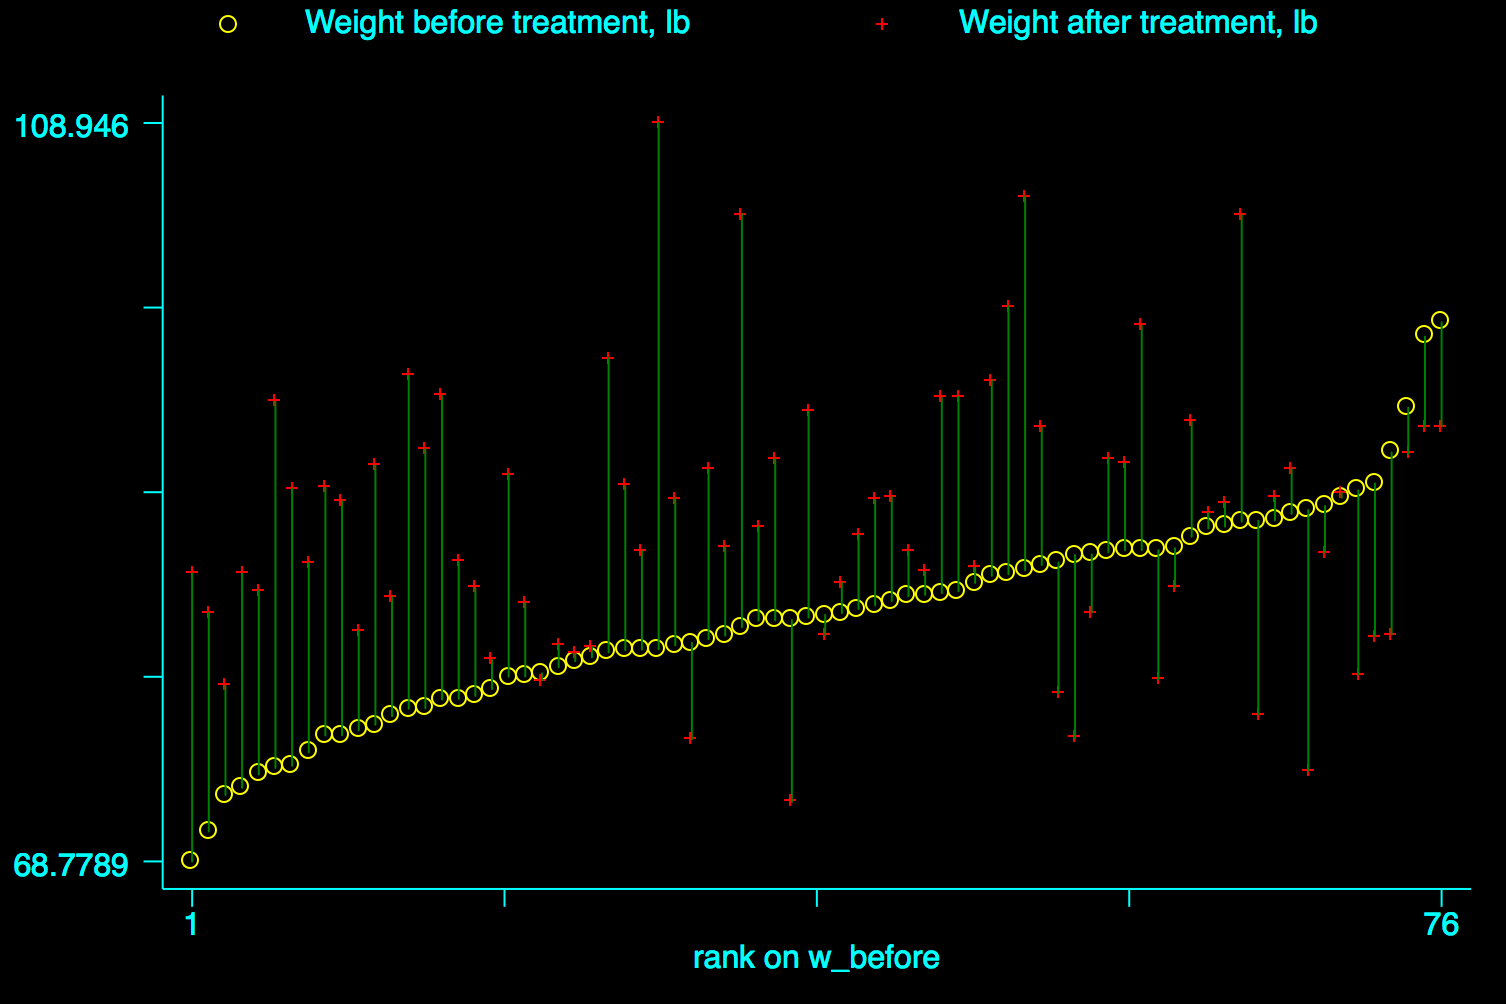 Weight before treatment, lb
Weight after treatment, lb
108.946
68.7789
1
76
rank on w_before